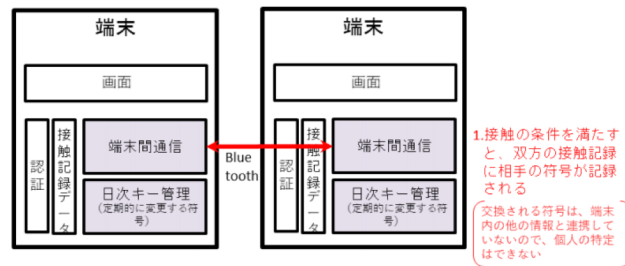 端末
画面
認証
接触記録データ
端末間通信
日次キー管理
(定期的に変更する符
号)
Blue
tooth
端末
画面
認証
接触記録データ
端末間通信
日次キー管理
(定期的に変更する符
号)
1.接触の条件を満たす
と、双方の接触記録
に相手の符号が記録
される
交換される符号は、端末
内の他の情報と連携して
いないので、個人の特定
はできない